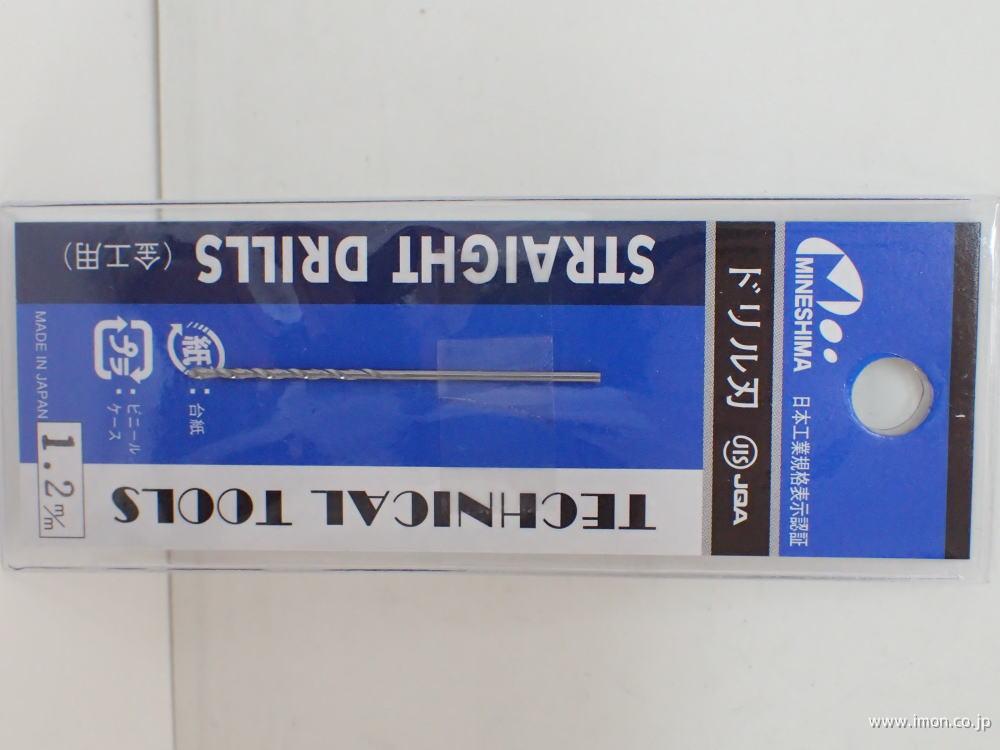 MINESHIMA
日本工業規格表示認証
ドリル刃
JIS JQA
STRAIGHT DRILLS
(金工用)
TECHNICAL TOOLS
紙
:台紙
プラ
:ビニール
ケース
MADE IN JAPAN
1.2m/m
www.imon.co.jp